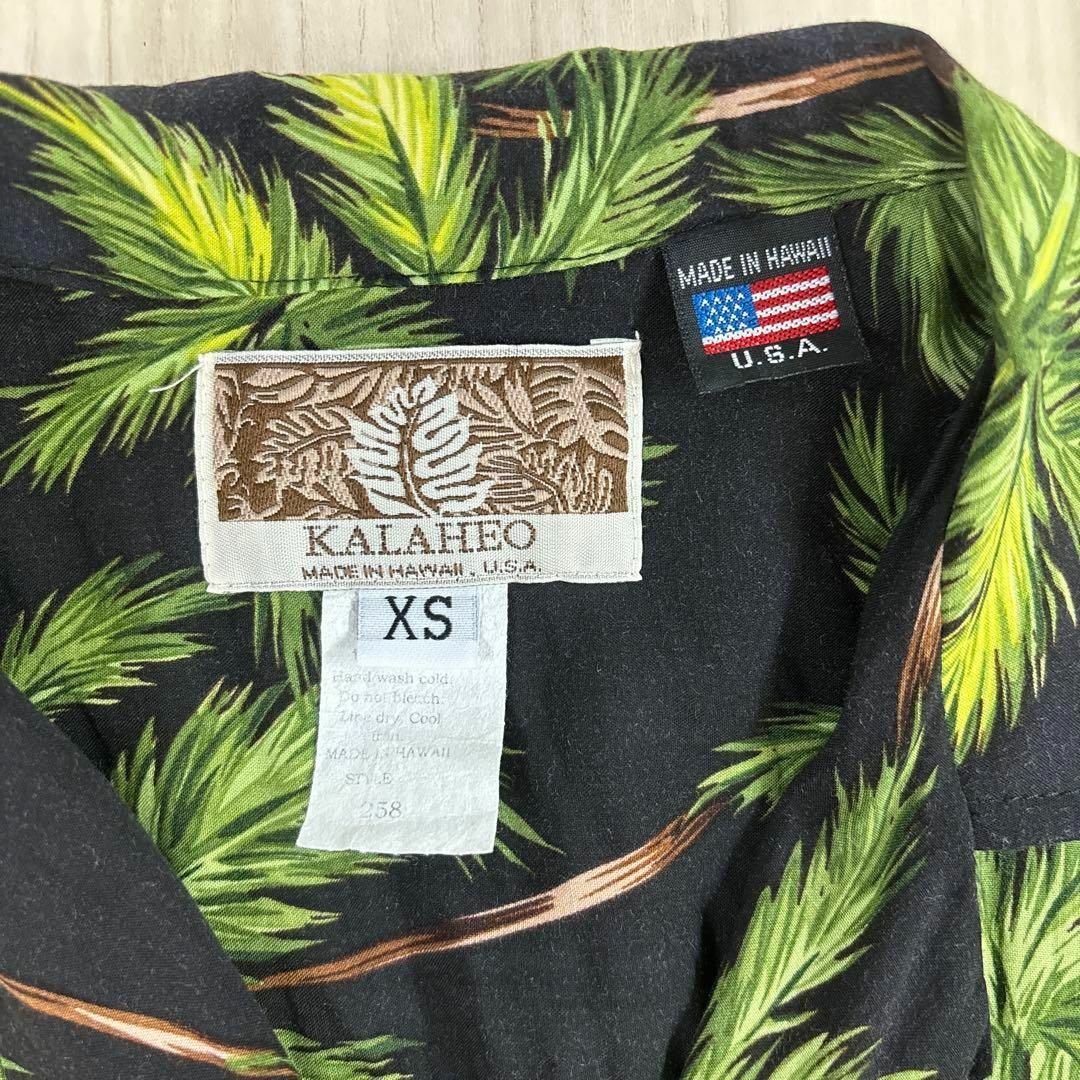 MADE IN HAWAII
U.S.A.
KALAHEO
MADE IN HAWAII . U.S.A.
XS
Hand wash cold.
Do not bleach.
Line dry, Cool
iron.
MADE IN HAWAII
STYLE
258